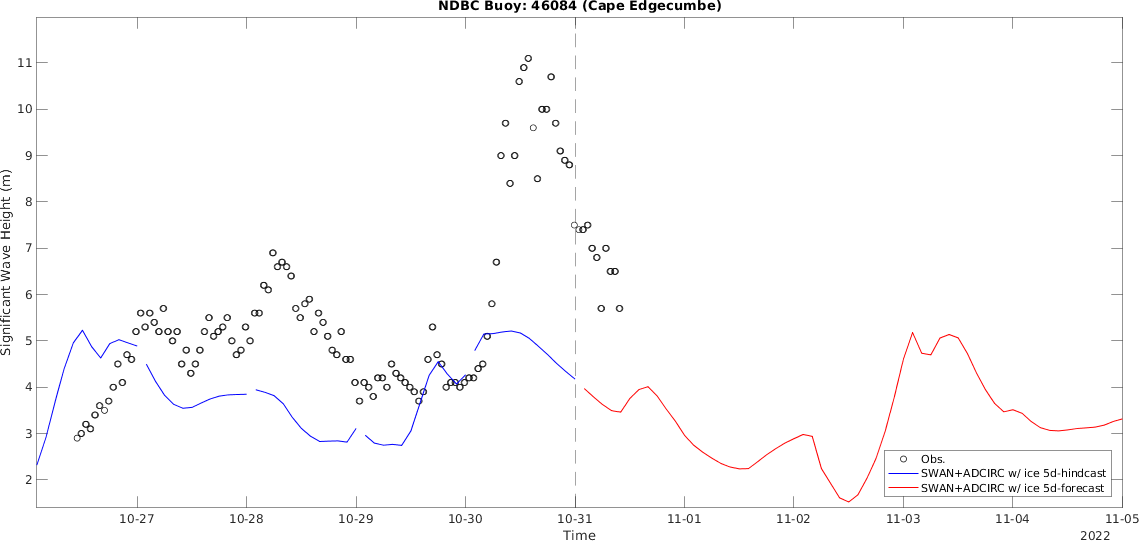 NDBC Buoy: 46084 (Cape Edgecumbe)
Significant Wave Height (m)
11
10
9
8
7
6
5
4
3
2
Obs.
SWAN+ADCIRC w/ ice 5d-hindcast
SWAN+ADCIRC w/ ice 5d-forecast
10-27 10-28 10-29 10-30 10-31 11-01 11-02 11-03 11-04 11-05
Time
2022